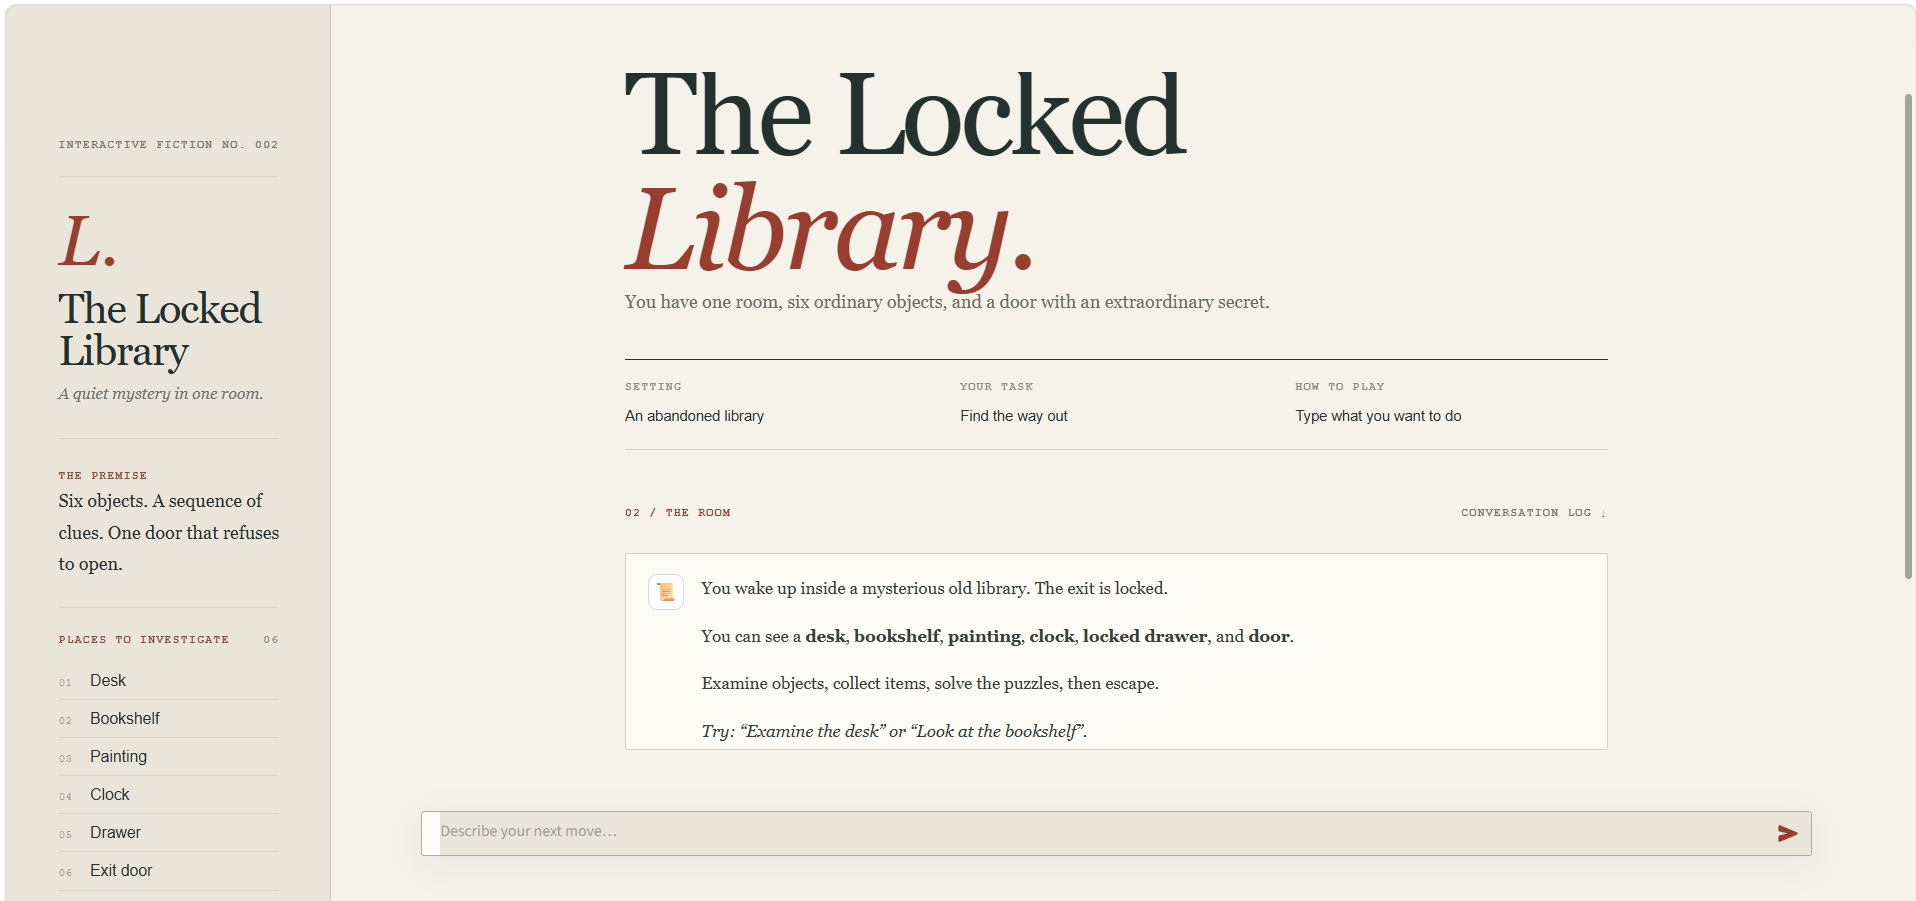 INTERACTIVE FICTION NO. 002
L.
The Locked
Library
A quiet mystery in one room.
THE PREMISE
Six objects. A sequence of
clues. One door that refuses
to open.
PLACES TO INVESTIGATE 06
01 Desk
02 Bookshelf
03 Painting
04 Clock
05 Drawer
06 Exit door
The Locked
Library.
You have one room, six ordinary objects, and a door with an extraordinary secret.
SETTING
An abandoned library
YOUR TASK
Find the way out
HOW TO PLAY
Type what you want to do
02 / THE ROOM
CONVERSATION LOG ↓
You wake up inside a mysterious old library. The exit is locked.
You can see a desk, bookshelf, painting, clock, locked drawer, and door.
Examine objects, collect items, solve the puzzles, then escape.
Try: “Examine the desk” or “Look at the bookshelf”.
Describe your next move…